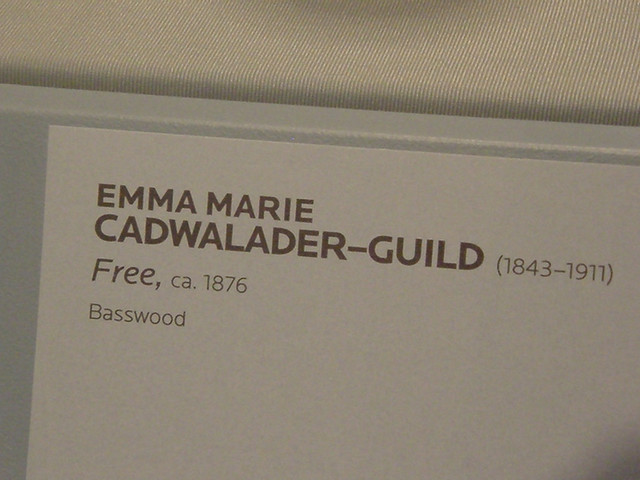 EMMA MARIE
CADWALADER–GUILD (1843–1911)
Free, ca. 1876
Basswood